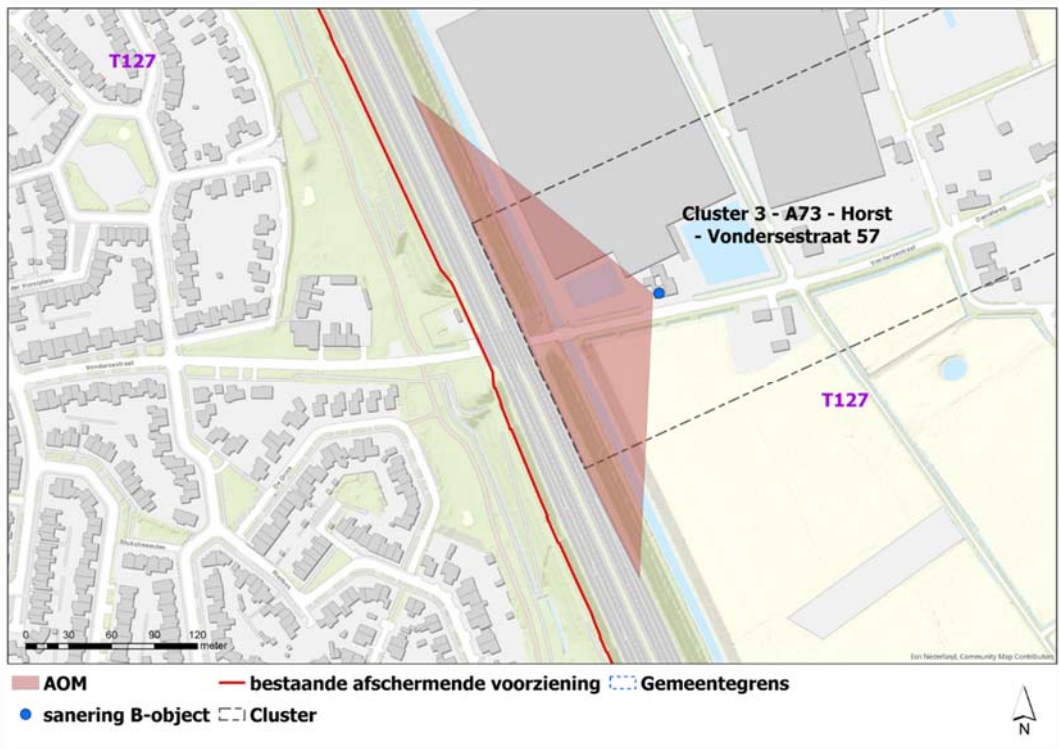 T127
Cluster 3 - A73 - Horst
- Vondersestraat 57
Vondersestraat
Vondersestraat
T127
0 30 60 90 120
meter
Esri Nederland, Community Map Contributors
AOM
bestaande afschermende voorziening
Gemeentegrens
sanering B-object
Cluster
N